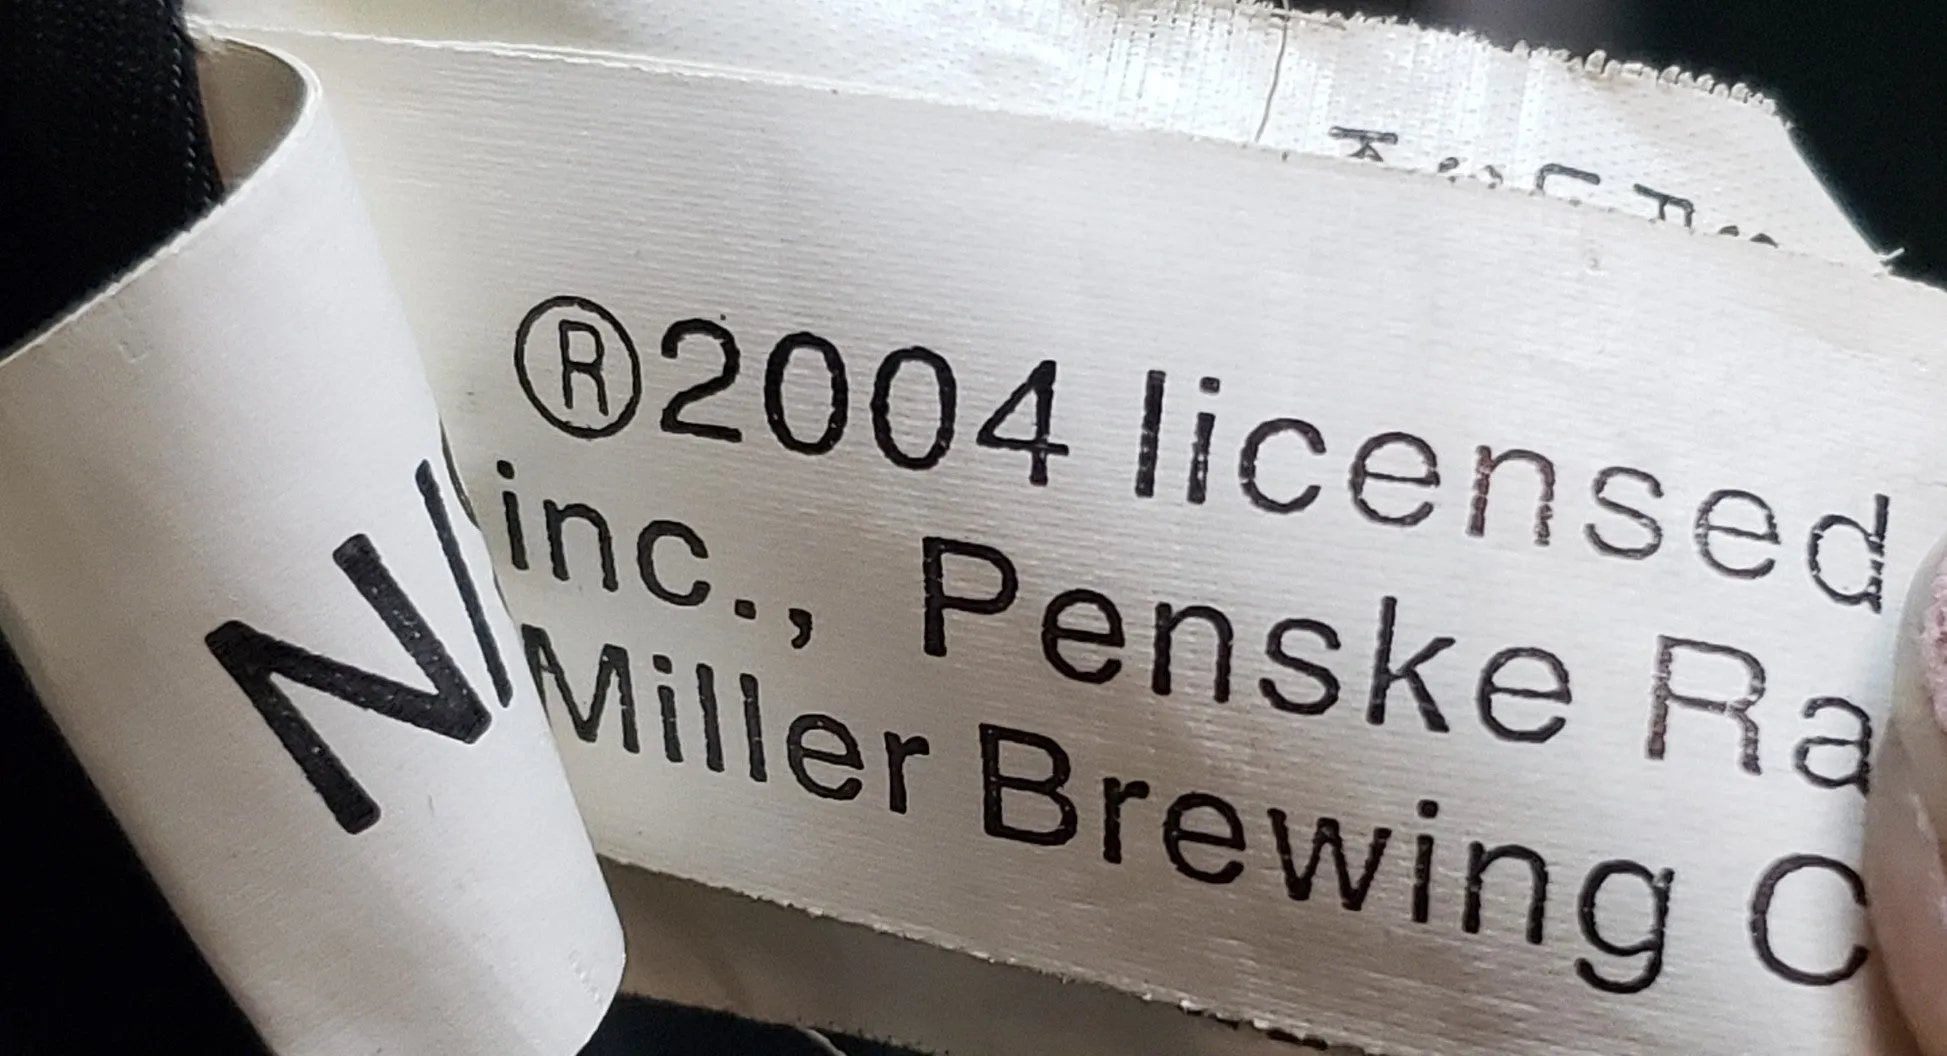 ®2004 licensed
inc., Penske Ra
Miller Brewing C
N